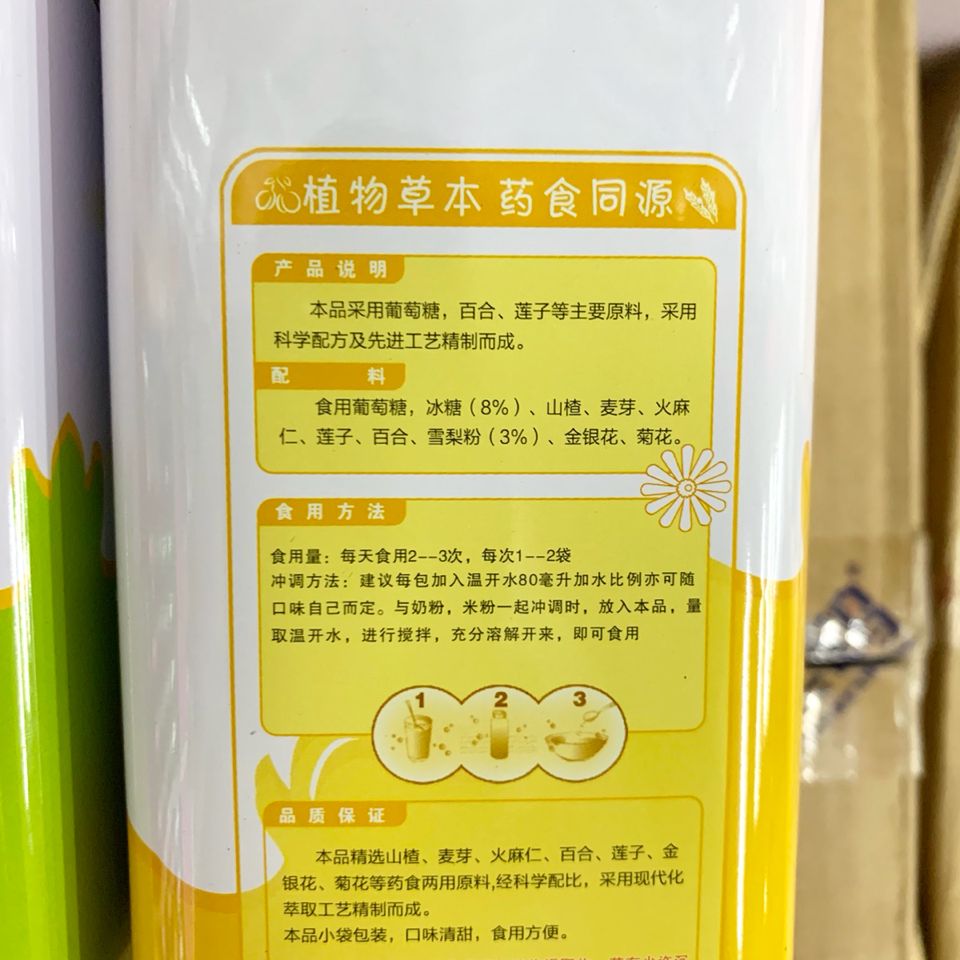 植物草本 药食同源
产品说明
本品采用葡萄糖，百合、莲子等主要原料，采用
科学配方及先进工艺精制而成。
配 料
食用葡萄糖，冰糖（8%）、山楂、麦芽、火麻
仁、莲子、百合、雪梨粉（3%）、金银花、菊花。
食用方法
食用量：每天食用2--3次，每次1--2袋
冲调方法：建议每包加入温开水80毫升加水比例亦可随
口味自己而定。与奶粉，米粉一起冲调时，放入本品，量
取温开水，进行搅拌，充分溶解开来，即可食用
1 2 3
品质保证
本品精选山楂、麦芽、火麻仁、百合、莲子、金
银花、菊花等药食两用原料,经科学配比，采用现代化
萃取工艺精制而成。
本品小袋包装，口味清甜，食用方便。